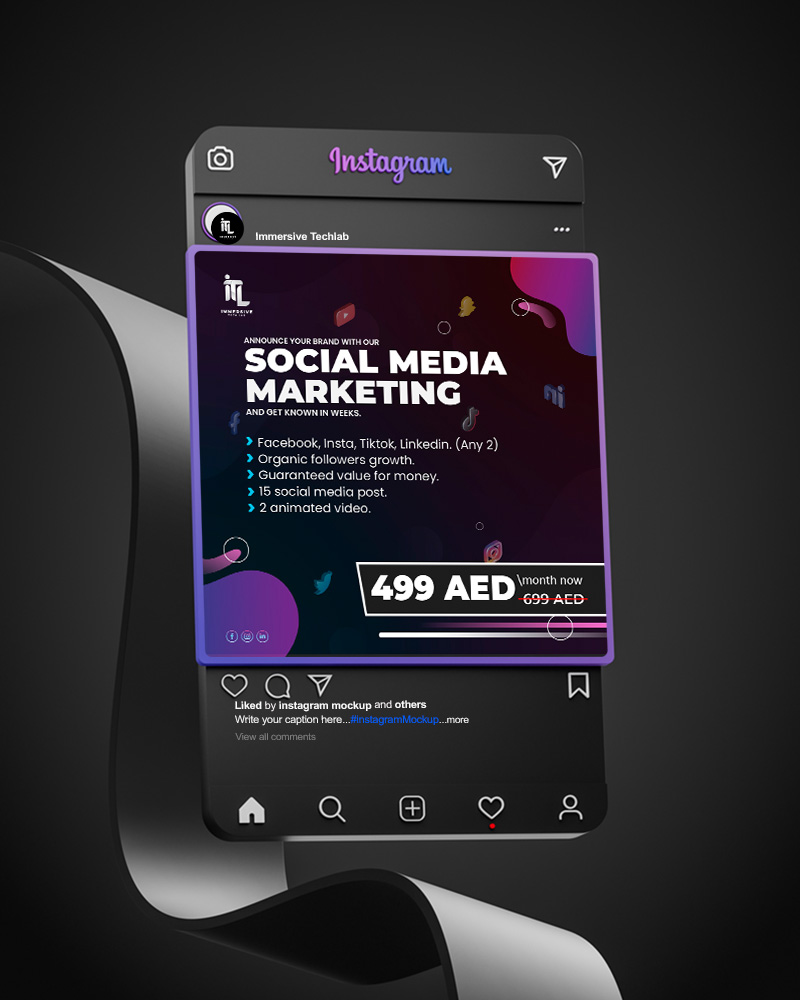 Instagram
Immersive Techlab
ITL
IMMERSIVE
ANNOUNCE YOUR BRAND WITH OUR
SOCIAL MEDIA
MARKETING
AND GET KNOWN IN WEEKS.
Facebook, Insta, Tiktok, Linkedin. (Any 2)
Organic followers growth.
Guaranteed value for money.
15 social media post.
2 animated video.
499 AED \month now
699 AED
Liked by instagram mockup and others
Write your caption here...#instagramMockup...more
View all comments